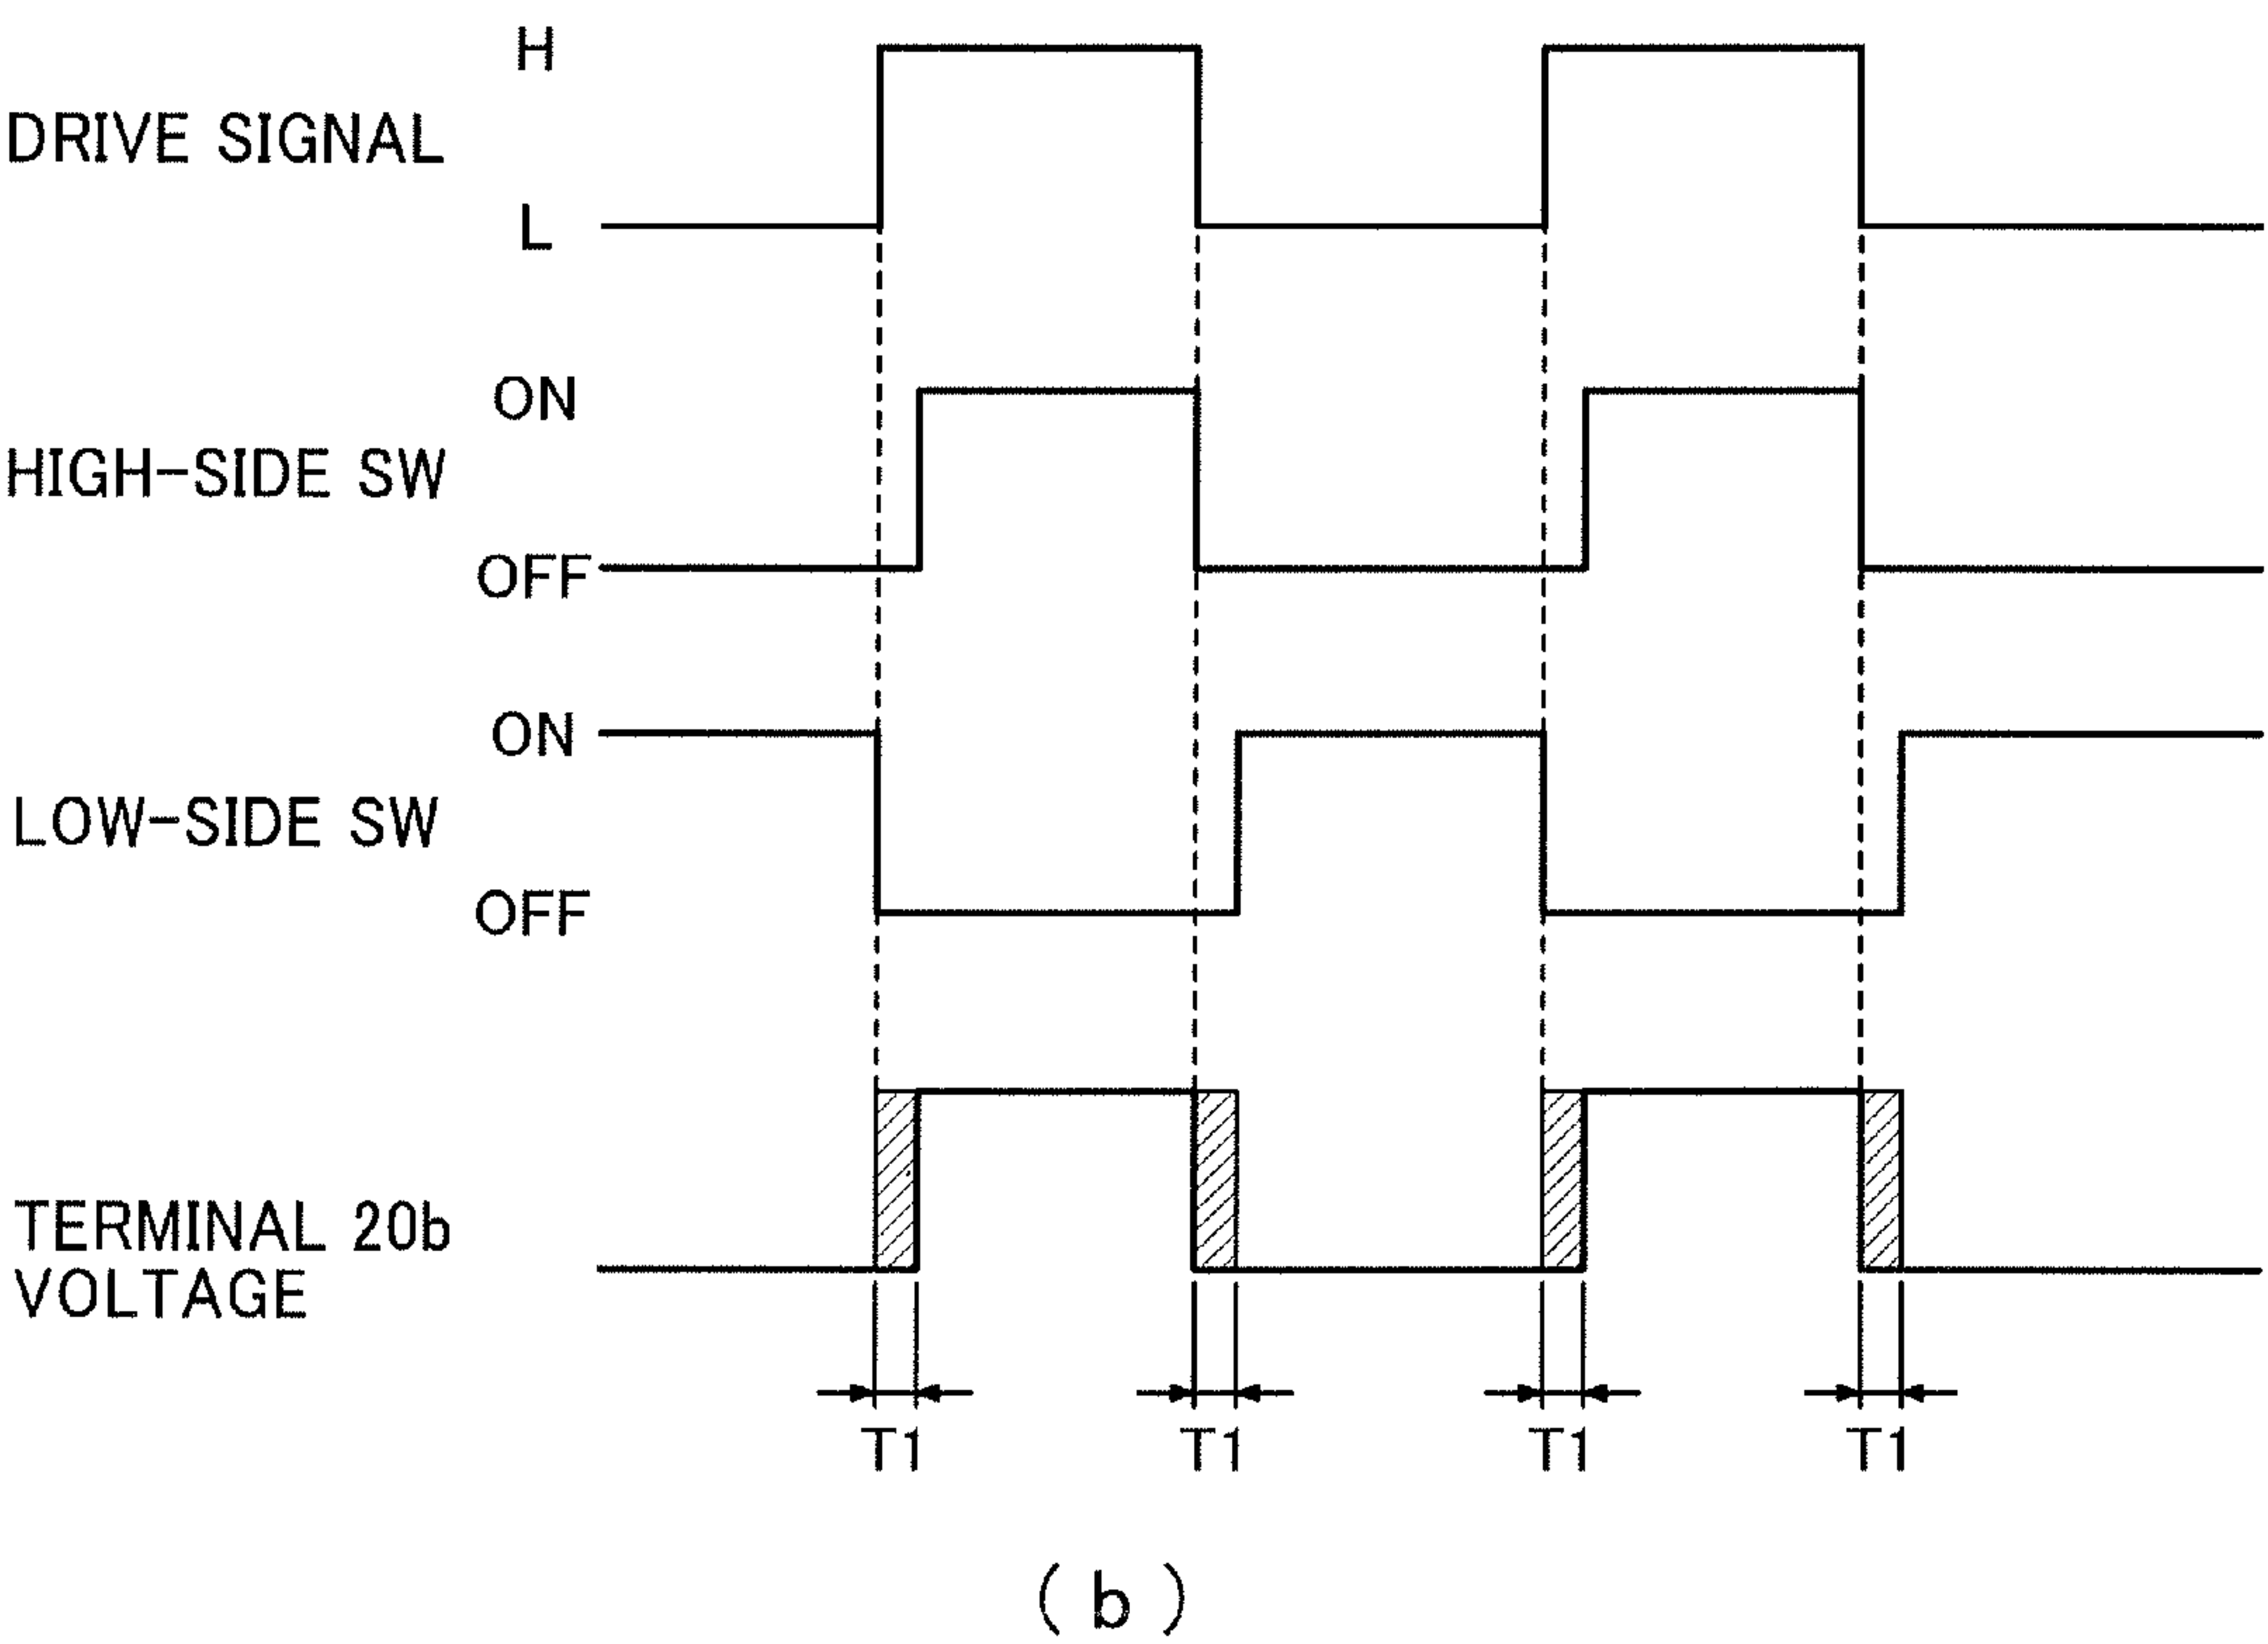 H
DRIVE SIGNAL
L
ON
HIGH-SIDE SW
OFF
ON
LOW-SIDE SW
OFF
TERMINAL 20b
VOLTAGE
T1 T1 T1 T1
( b )